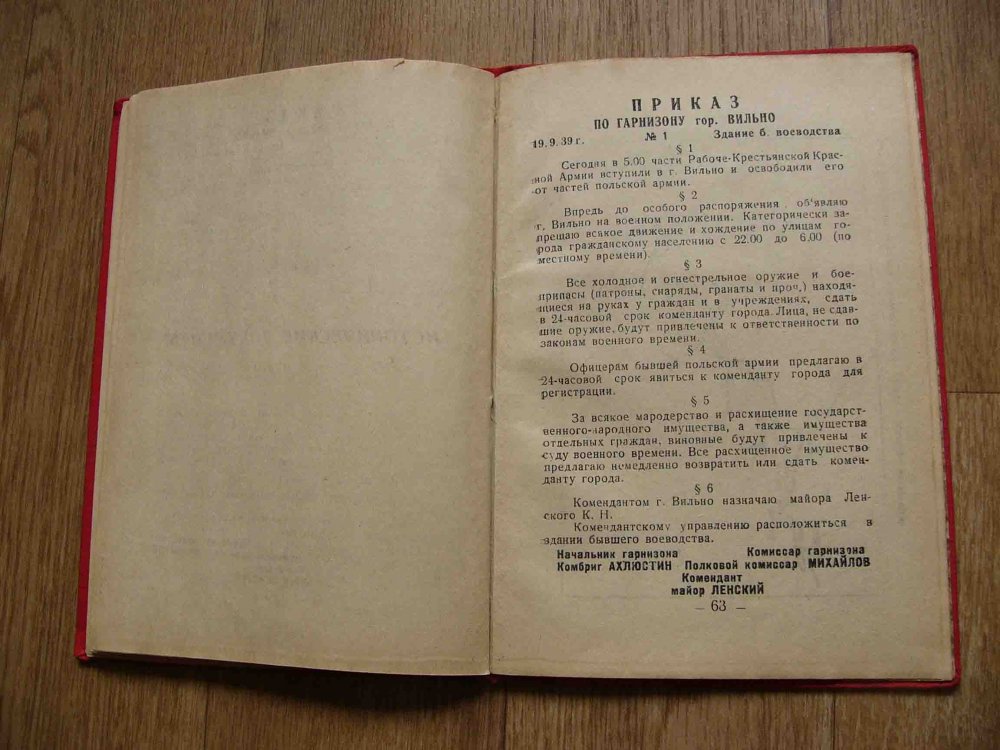 ПРИКАЗ
ПО ГАРНИЗОНУ гор. ВИЛЬНО
19.9.39 г. № 1 Здание б. воеводства
§ 1
Сегодня в 5.00 части Рабоче-Крестьянской Крас-
ной Армии вступили в г. Вильно и освободили его
от частей польской армии.
§ 2
Впредь до особого распоряжения объявляю
г. Вильно на военном положении. Категорически за-
прещаю всякое движение и хождение по улицам го-
рода гражданскому населению с 22.00 до 6.00 (по
местному времени).
§ 3
Все холодное и огнестрельное оружие и бое-
припасы (патроны, снаряды, гранаты и проч.) находя-
щиеся на руках у граждан и в учреждениях, сдать
в 24-часовой срок коменданту города. Лица, не сдав-
шие оружие, будут привлечены к ответственности по
законам военного времени.
§ 4
Офицерам бывшей польской армии предлагаю в
24-часовой срок явиться к коменданту города для
регистрации.
§ 5
За всякое мародерство и расхищение государст-
венного-народного имущества, а также имущества
отдельных граждан, виновные будут привлечены к
суду военного времени. Все расхищенное имущество
предлагаю немедленно возвратить или сдать комен-
данту города.
§ 6
Комендантом г. Вильно назначаю майора Лен-
ского К. Н.
Комендантскому управлению расположиться в
здании бывшего воеводства.
Начальник гарнизона Комиссар гарнизона
Комбриг АХЛЮСТИН Полковой комиссар МИХАЙЛОВ
Комендант
майор ЛЕНСКИЙ
— 63 —